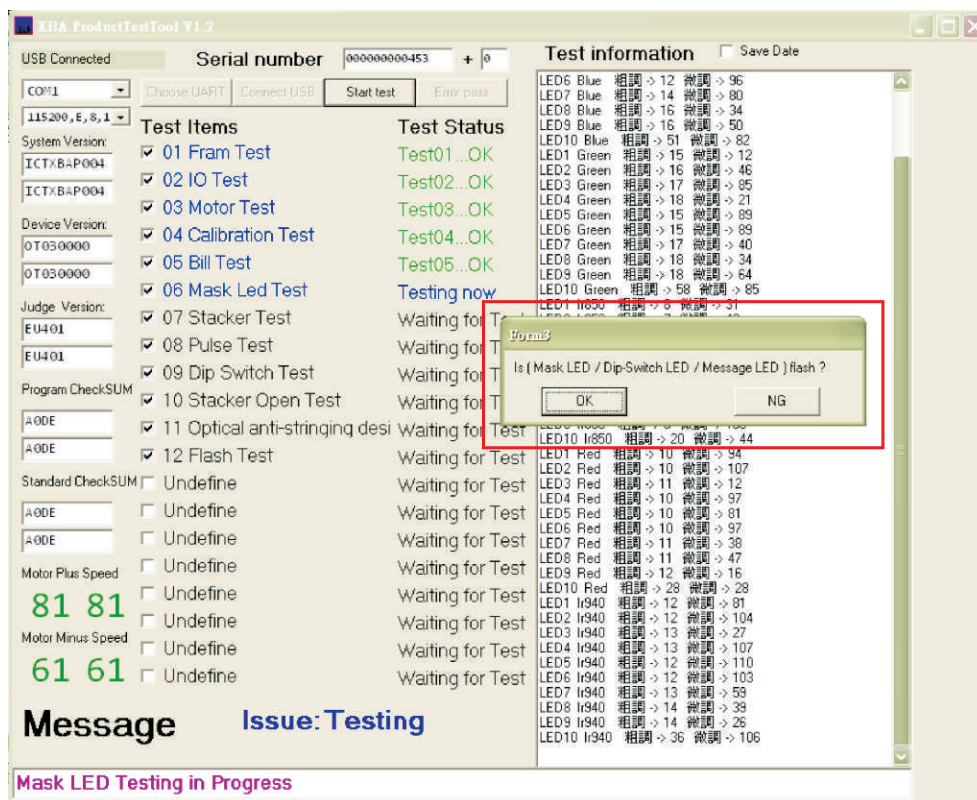 XBA ProductTestTool V1.2
USB Connected
Serial number 000000000453 + 0
COM1
Choose UART Connect USB Start test Error pass
115200,E,8,1
Test Items Test Status
System Version:
ICTXBAP004
ICTXBAP004
Device Version:
OT030000
OT030000
Judge Version:
EU401
EU401
Program CheckSUM
A0DE
A0DE
Standard CheckSUM
A0DE
A0DE
Motor Plus Speed
81 81
Motor Minus Speed
61 61
01 Fram Test Test01...OK
02 IO Test Test02...OK
03 Motor Test Test03...OK
04 Calibration Test Test04...OK
05 Bill Test Test05...OK
06 Mask Led Test Testing now
07 Stacker Test Waiting for T
08 Pulse Test Waiting for T
09 Dip Switch Test Waiting for T
10 Stacker Open Test Waiting for T
11 Optical anti-stringing desi Waiting for Test
12 Flash Test Waiting for Test
Undefine Waiting for Test
Undefine Waiting for Test
Undefine Waiting for Test
Undefine Waiting for Test
Undefine Waiting for Test
Undefine Waiting for Test
Undefine Waiting for Test
Undefine Waiting for Test
Test information Save Date
LED6 Blue 粗調 -> 12 微調 -> 96
LED7 Blue 粗調 -> 14 微調 -> 80
LED8 Blue 粗調 -> 16 微調 -> 34
LED9 Blue 粗調 -> 16 微調 -> 50
LED10 Blue 粗調 -> 51 微調 -> 82
LED1 Green 粗調 -> 15 微調 -> 12
LED2 Green 粗調 -> 16 微調 -> 46
LED3 Green 粗調 -> 17 微調 -> 85
LED4 Green 粗調 -> 18 微調 -> 21
LED5 Green 粗調 -> 15 微調 -> 89
LED6 Green 粗調 -> 15 微調 -> 89
LED7 Green 粗調 -> 17 微調 -> 40
LED8 Green 粗調 -> 18 微調 -> 34
LED9 Green 粗調 -> 18 微調 -> 64
LED10 Green 粗調 -> 58 微調 -> 85
LED1 Ir850 粗調 -> 8 微調 -> 31
Form3
Is ( Mask LED / Dip-Switch LED / Message LED ) flash ?
OK NG
LED10 Ir850 粗調 -> 20 微調 -> 44
LED1 Red 粗調 -> 10 微調 -> 94
LED2 Red 粗調 -> 10 微調 -> 107
LED3 Red 粗調 -> 11 微調 -> 12
LED4 Red 粗調 -> 10 微調 -> 97
LED5 Red 粗調 -> 10 微調 -> 81
LED6 Red 粗調 -> 10 微調 -> 97
LED7 Red 粗調 -> 11 微調 -> 38
LED8 Red 粗調 -> 11 微調 -> 47
LED9 Red 粗調 -> 12 微調 -> 16
LED10 Red 粗調 -> 28 微調 -> 28
LED1 Ir940 粗調 -> 12 微調 -> 81
LED2 Ir940 粗調 -> 12 微調 -> 104
LED3 Ir940 粗調 -> 13 微調 -> 27
LED4 Ir940 粗調 -> 13 微調 -> 107
LED5 Ir940 粗調 -> 12 微調 -> 110
LED6 Ir940 粗調 -> 12 微調 -> 103
LED7 Ir940 粗調 -> 13 微調 -> 59
LED8 Ir940 粗調 -> 14 微調 -> 39
LED9 Ir940 粗調 -> 14 微調 -> 26
LED10 Ir940 粗調 -> 36 微調 -> 106
Message Issue:Testing
Mask LED Testing in Progress